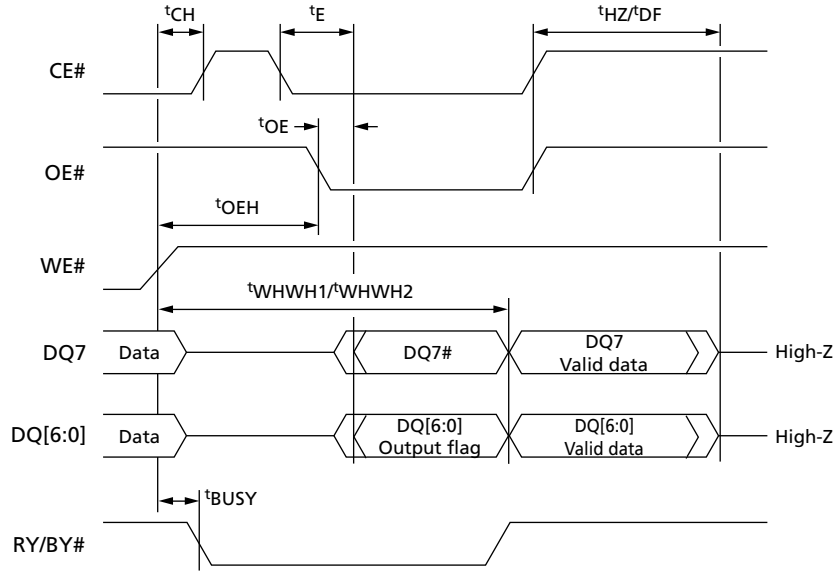 tCH
tE
tHZ/tDF
CE#
tOE
OE#
tOEH
WE#
tWHWH1/tWHWH2
DQ7
Data
DQ7#
DQ7
Valid data
High-Z
DQ[6:0]
Data
DQ[6:0]
Output flag
DQ[6:0]
Valid data
High-Z
tBUSY
RY/BY#